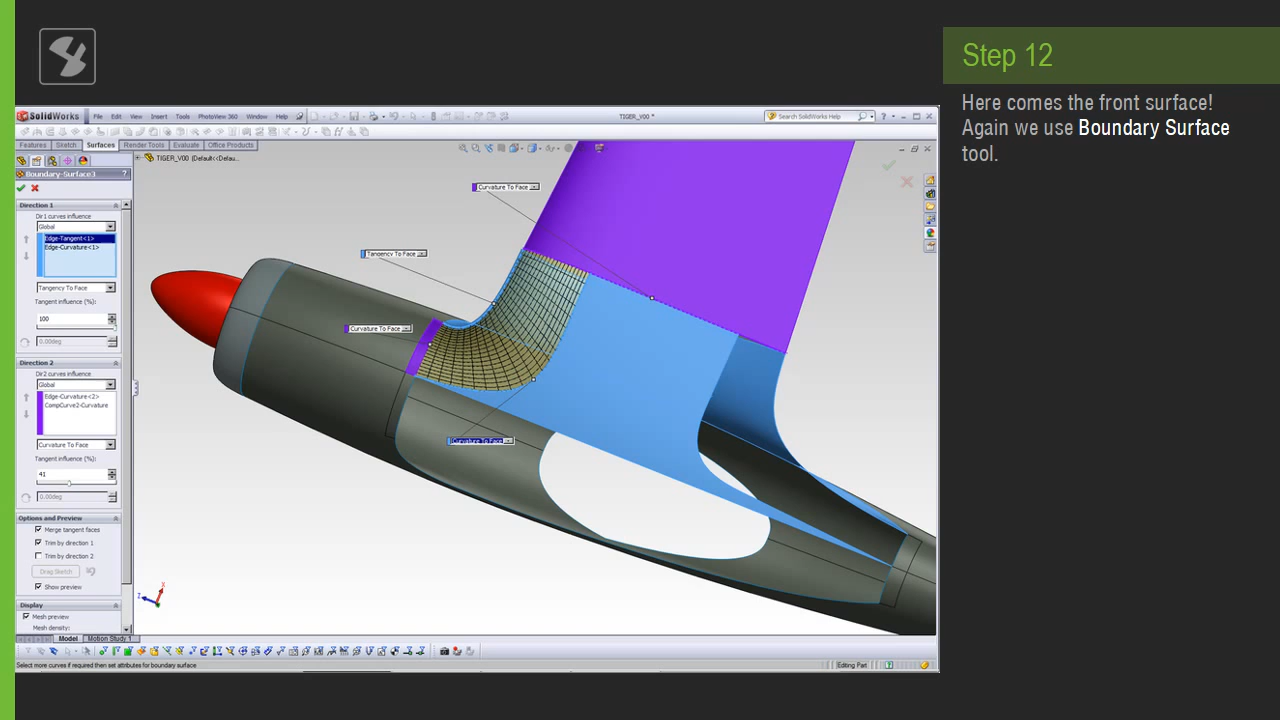 Step 12
Here comes the front surface!
Again we use Boundary Surface
tool.
SolidWorks File Edit View Insert Tools PhotoView 360 Window Help TIGER_V00 * Search SolidWorks Help
Features Sketch Surfaces Render Tools Evaluate Office Products
TIGER_V00 (Default<<Defau...
Boundary-Surface3 ?
Direction 1
Dir1 curves influence
Global
Edge-Tangent<1>
Edge-Curvature<1>
Tangency To Face
Tangent influence (%):
100
0.00deg
Direction 2
Dir2 curves influence
Global
Edge-Curvature<2>
CompCurve2-Curvature
Curvature To Face
Tangent influence (%):
41
0.00deg
Options and Preview
Merge tangent faces
Trim by direction 1
Trim by direction 2
Drag Sketch
Show preview
Display
Mesh preview
Mesh density:
Curvature To Face
Tangency To Face
Curvature To Face
Curvature To Face
Z
X
Model Motion Study 1
Select more curves if required then set attributes for boundary surface
Editing Part